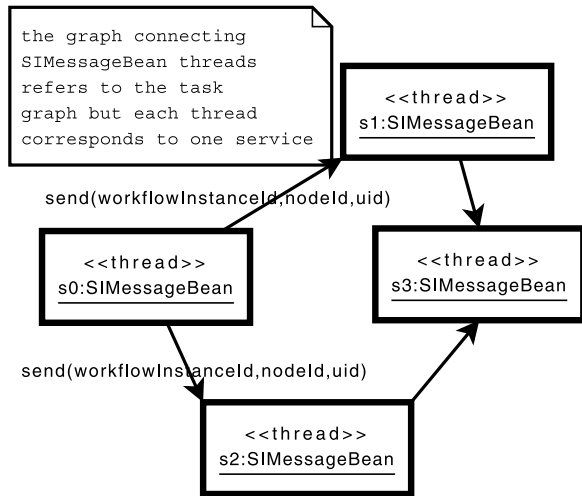 the graph connecting
SIMessageBean threads
refers to the task
graph but each thread
corresponds to one service
<<thread>>
s1:SIMessageBean
send(workflowInstanceId,nodeId,uid)
<<thread>>
s0:SIMessageBean
<<thread>>
s3:SIMessageBean
send(workflowInstanceId,nodeId,uid)
<<thread>>
s2:SIMessageBean